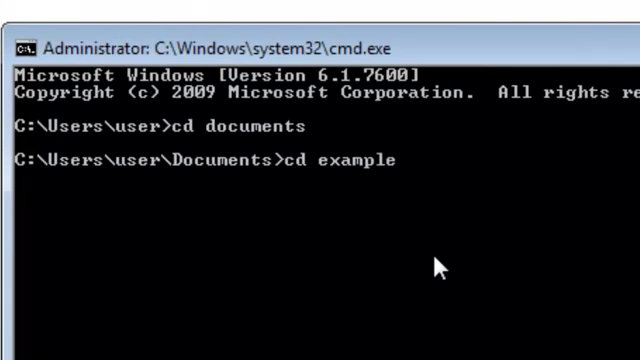 Administrator: C:\Windows\system32\cmd.exe
Microsoft Windows [Version 6.1.7600]
Copyright (c) 2009 Microsoft Corporation.  All rights re
C:\Users\user>cd documents
C:\Users\user\Documents>cd example